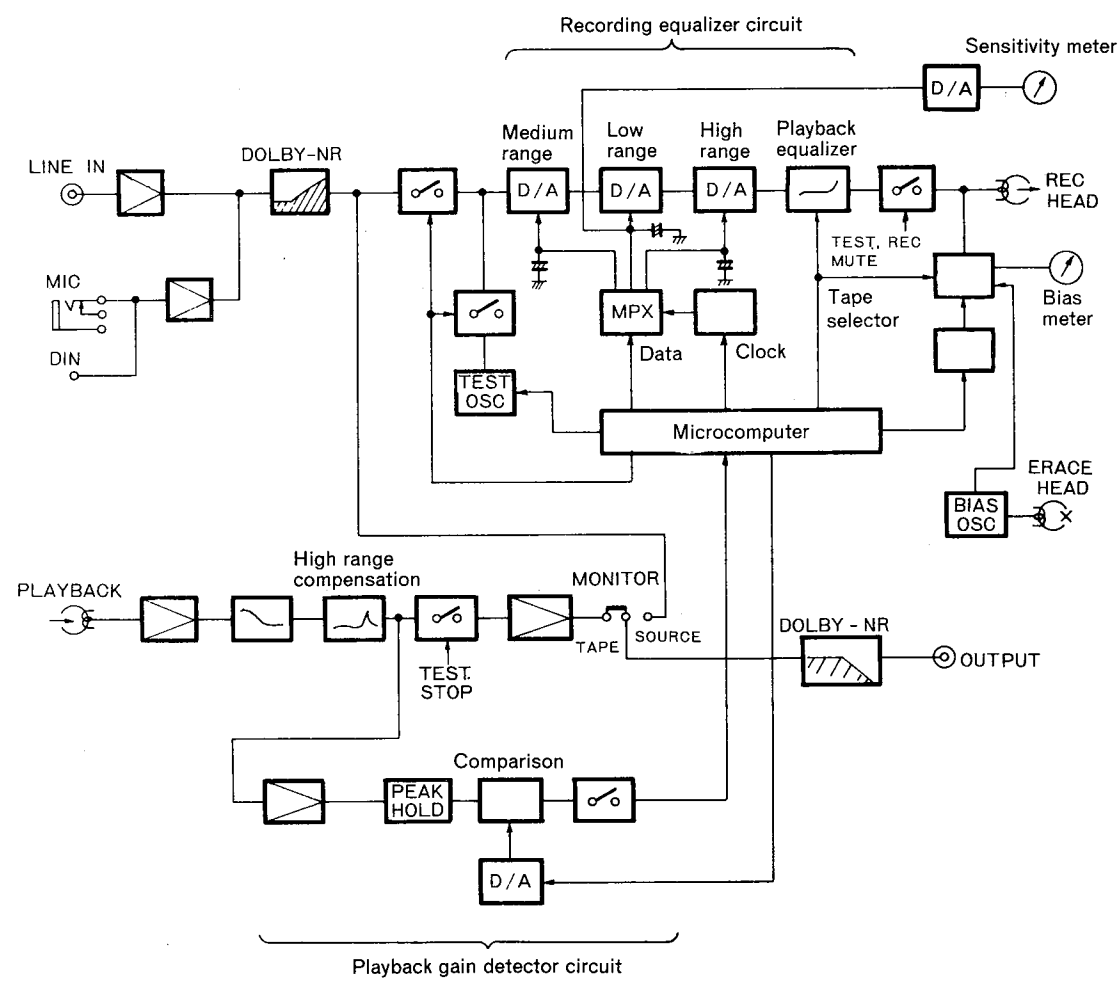 Recording equalizer circuit
Sensitivity meter
D/A
Medium
range
Low
range
High
range
Playback
equalizer
LINE IN
DOLBY-NR
D/A
D/A
D/A
REC
HEAD
TEST, REC
MUTE
MIC
DIN
MPX
Data
Clock
Tape
selector
Bias
meter
TEST
OSC
Microcomputer
ERACE
HEAD
BIAS
OSC
High range
compensation
PLAYBACK
MONITOR
TAPE
SOURCE
DOLBY-NR
OUTPUT
TEST.
STOP
Comparison
PEAK
HOLD
D/A
Playback gain detector circuit